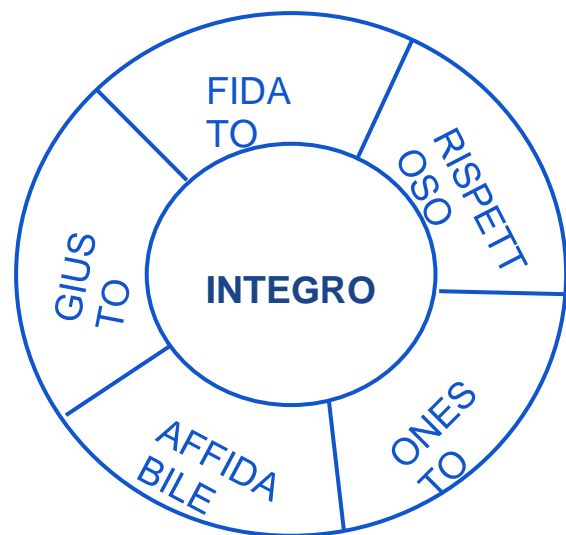 FIDA
TO
RISPETT
OSO
ONES
TO
AFFIDA
BILE
GIUS
TO
INTEGRO